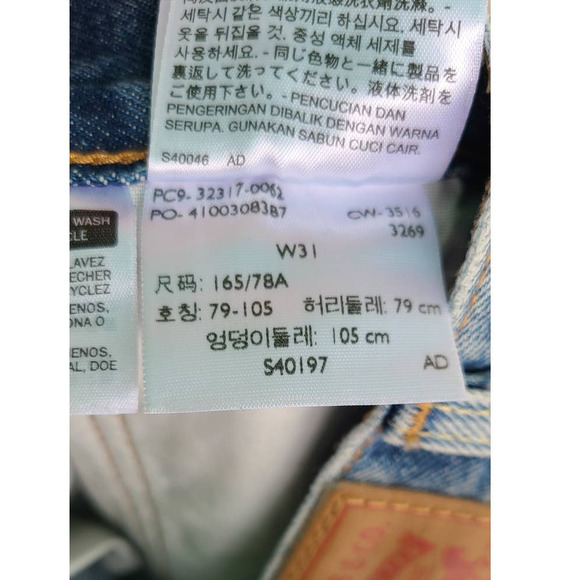 세탁시 같은 색상끼리 하십시요. 세탁시
옷을 뒤집을 것. 중성 액체 세제를
사용하세요. - 同じ色物と一緒に製品を
裏返して洗ってください。液体洗剤を
ご使用下さい。- PENCUCIAN DAN
PENGERINGAN DIBALIK DENGAN WARNA
SERUPA. GUNAKAN SABUN CUCI CAIR.
S40046 AD
WASH
LAVEZ
ECHER
YCLEZ
ENOS,
ONA O
ENOS.
AL, DOE
PC9- 32317-0062
PO- 4100308387 CW-3516
3269
W31
尺码: 165/78A
호칭: 79-105 허리둘레: 79 cm
엉덩이둘레: 105 cm
S40197 AD